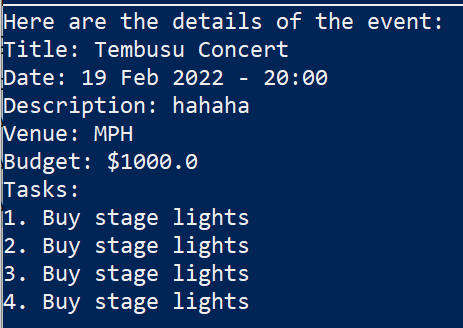 Here are the details of the event:
Title: Tembusu Concert
Date: 19 Feb 2022 - 20:00
Description: hahaha
Venue: MPH
Budget: $1000.0
Tasks:
1. Buy stage lights
2. Buy stage lights
3. Buy stage lights
4. Buy stage lights